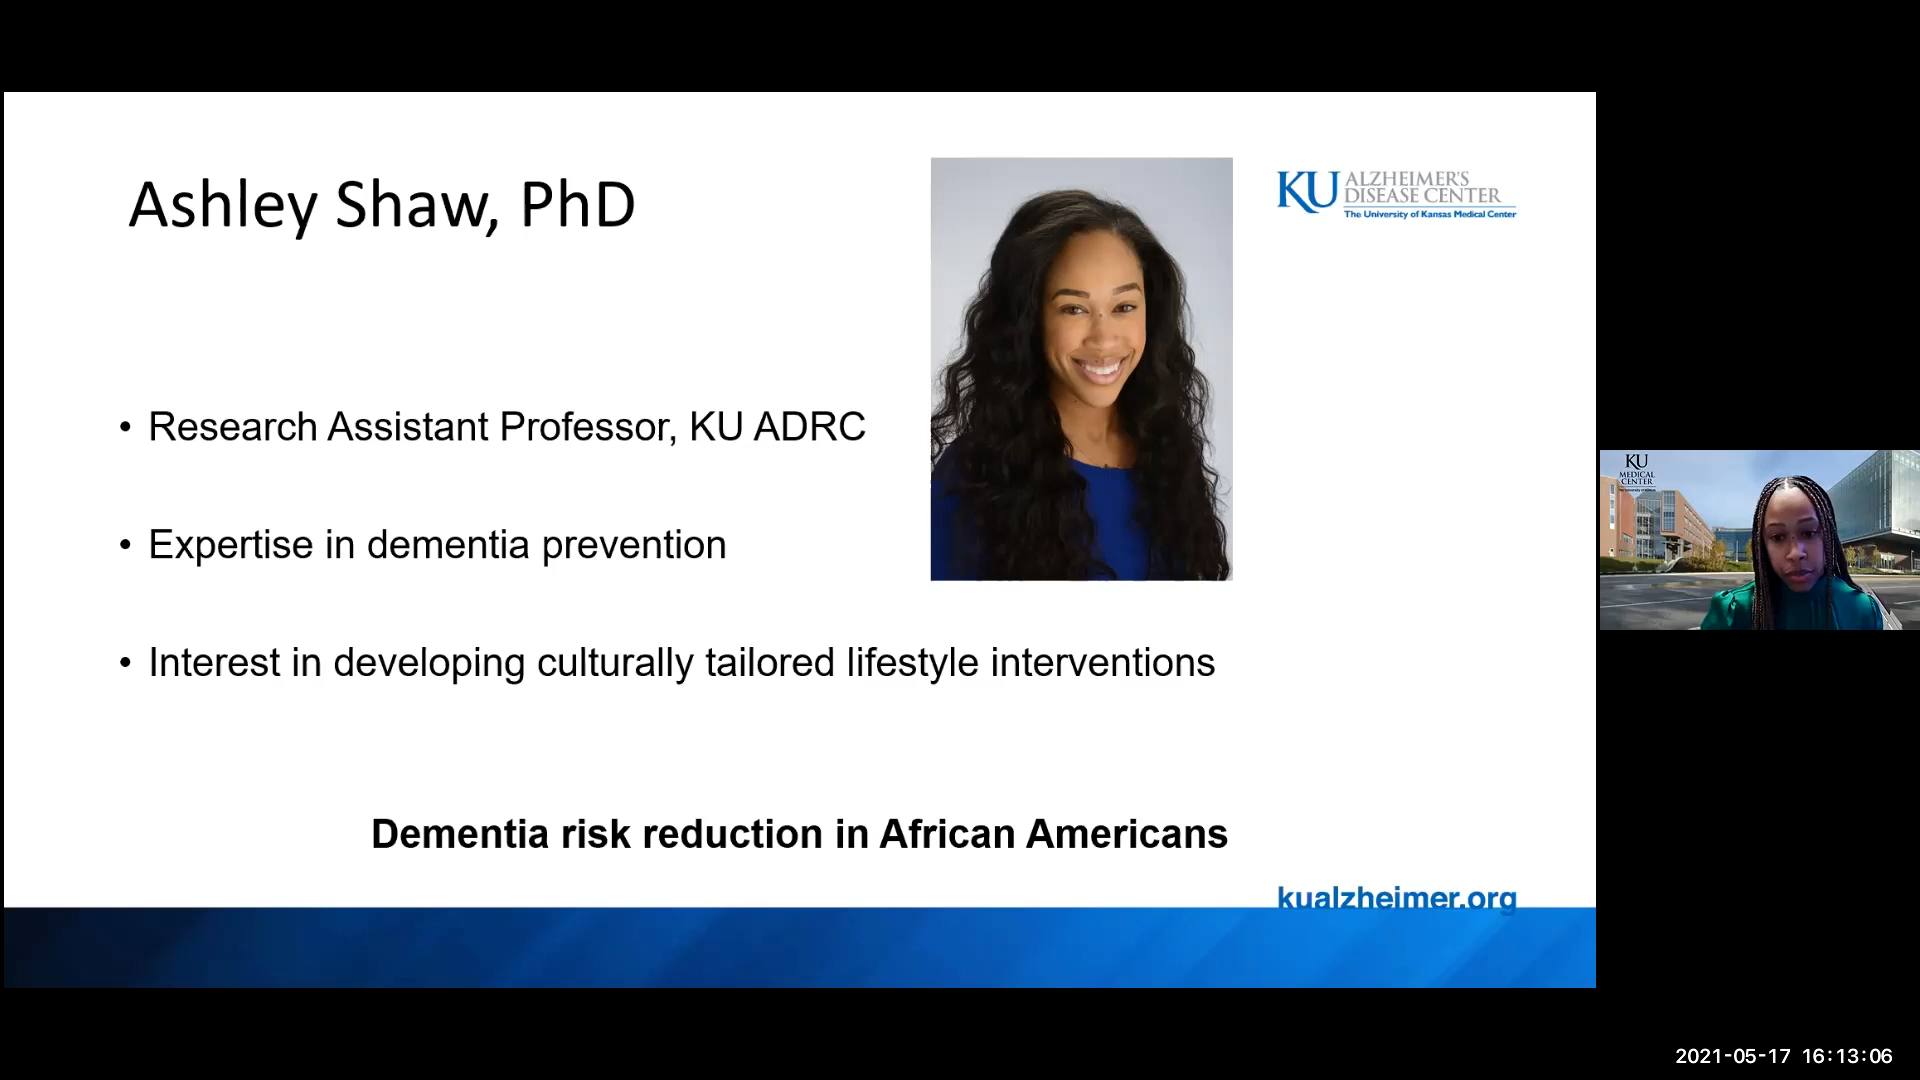 Ashley Shaw, PhD
KU ALZHEIMER'S
DISEASE CENTER
The University of Kansas Medical Center
• Research Assistant Professor, KU ADRC
• Expertise in dementia prevention
• Interest in developing culturally tailored lifestyle interventions
Dementia risk reduction in African Americans
kualzheimer.org
KU
MEDICAL
CENTER
2021-05-17 16:13:06